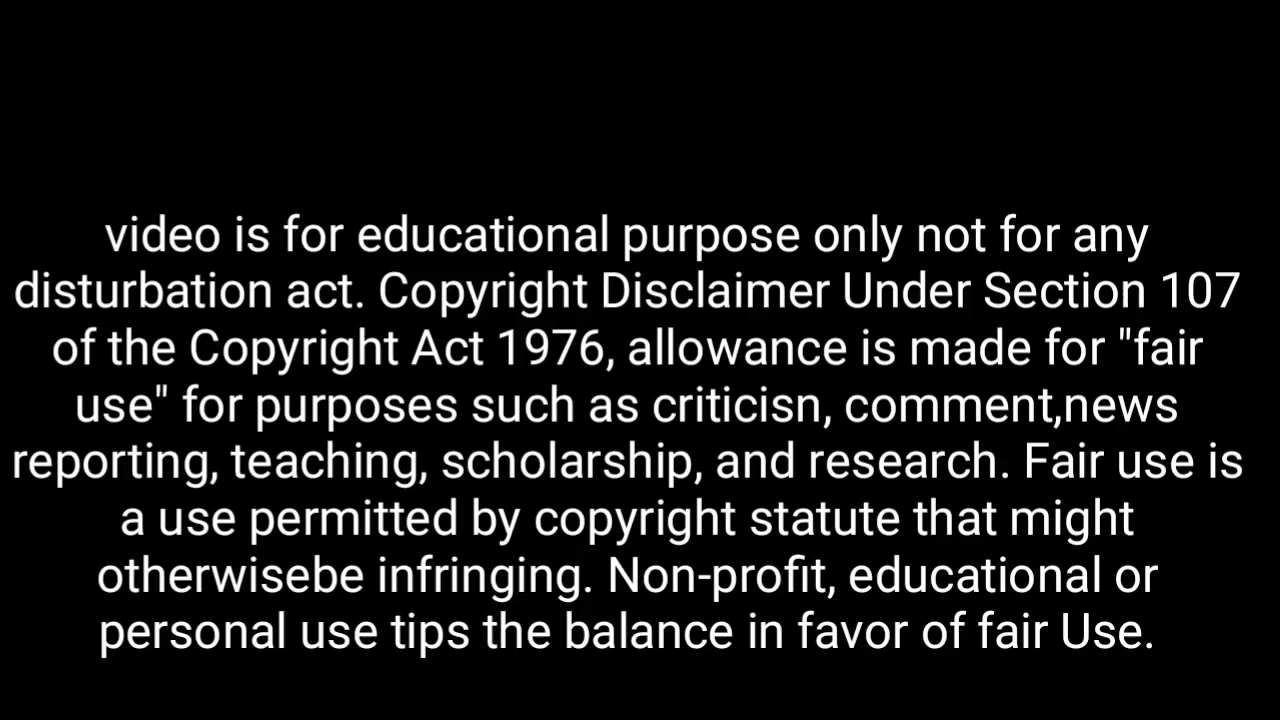 video is for educational purpose only not for any
disturbation act. Copyright Disclaimer Under Section 107
of the Copyright Act 1976, allowance is made for "fair
use" for purposes such as criticisn, comment,news
reporting, teaching, scholarship, and research. Fair use is
a use permitted by copyright statute that might
otherwisebe infringing. Non-profit, educational or
personal use tips the balance in favor of fair Use.